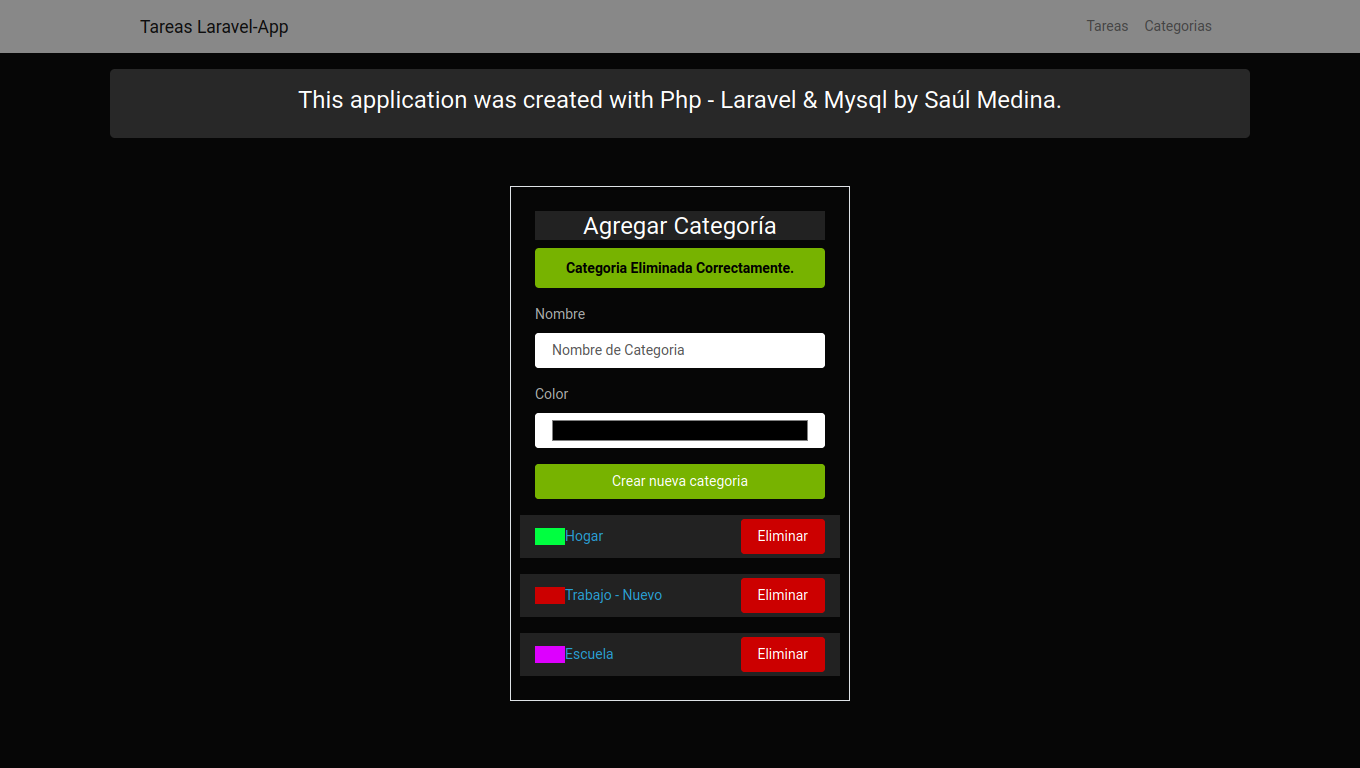 Tareas Laravel-App
Tareas Categorias
This application was created with Php - Laravel & Mysql by Saúl Medina.
Agregar Categoría
Categoria Eliminada Correctamente.
Nombre
Nombre de Categoria
Color
Crear nueva categoria
Hogar Eliminar
Trabajo - Nuevo Eliminar
Escuela Eliminar